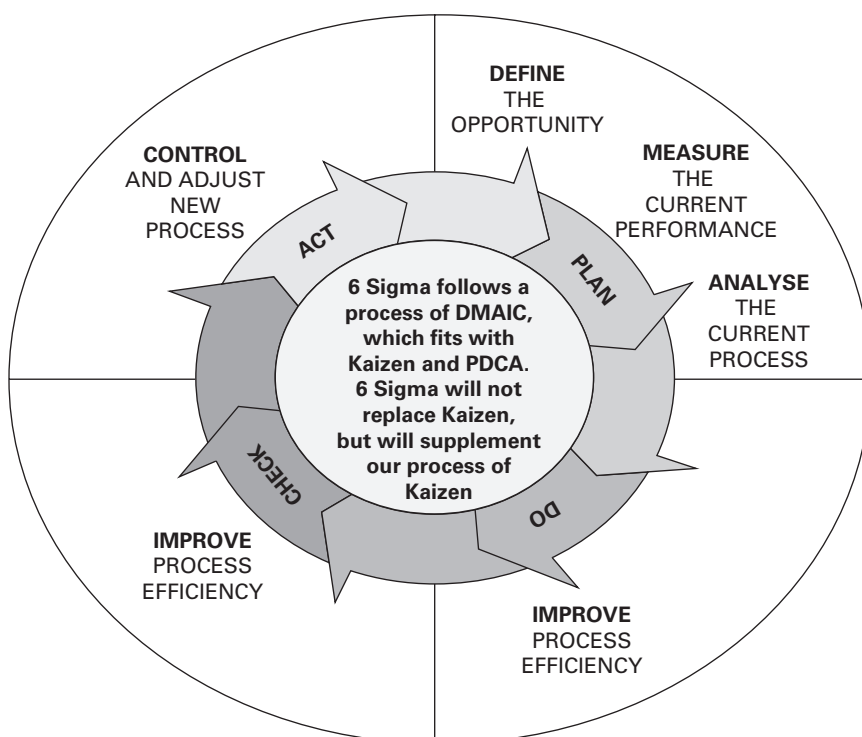 DEFINE
THE
OPPORTUNITY
MEASURE
THE
CURRENT
PERFORMANCE
ANALYSE
THE
CURRENT
PROCESS
CONTROL
AND ADJUST
NEW
PROCESS
ACT
PLAN
DO
CHECK
6 Sigma follows a
process of DMAIC,
which fits with
Kaizen and PDCA.
6 Sigma will not
replace Kaizen,
but will supplement
our process of
Kaizen
IMPROVE
PROCESS
EFFICIENCY
IMPROVE
PROCESS
EFFICIENCY